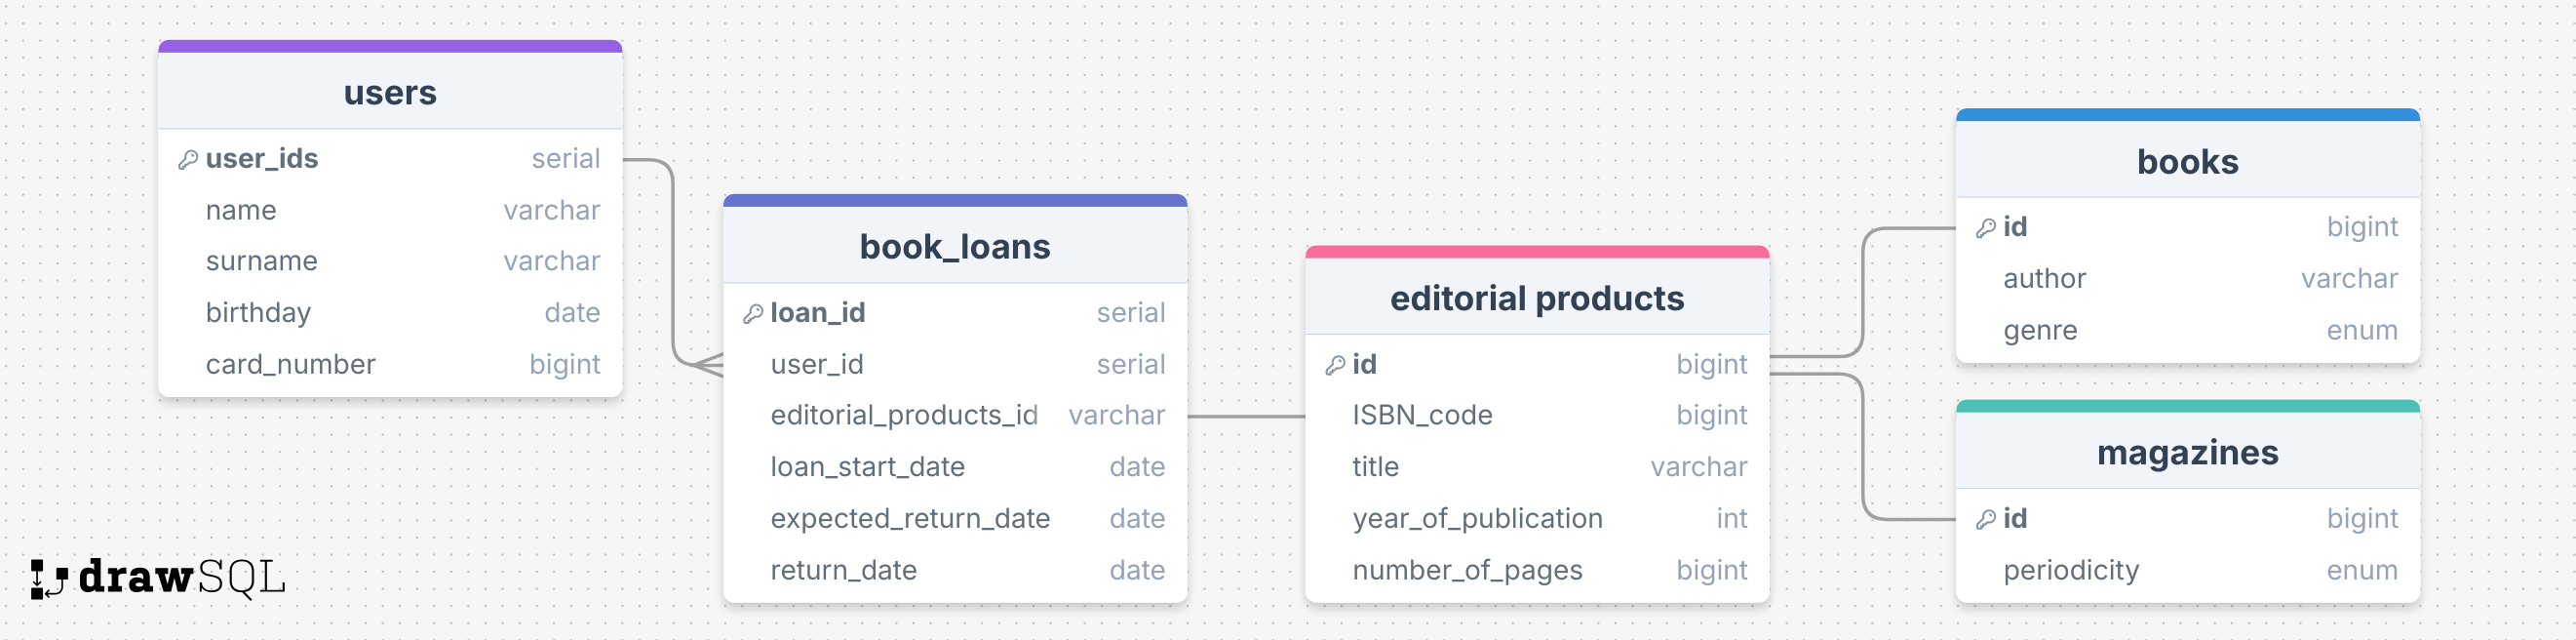 users
user_ids serial
name varchar
surname varchar
birthday date
card_number bigint
book_loans
loan_id serial
user_id serial
editorial_products_id varchar
loan_start_date date
expected_return_date date
return_date date
editorial products
id bigint
ISBN_code bigint
title varchar
year_of_publication int
number_of_pages bigint
books
id bigint
author varchar
genre enum
magazines
id bigint
periodicity enum
drawSQL